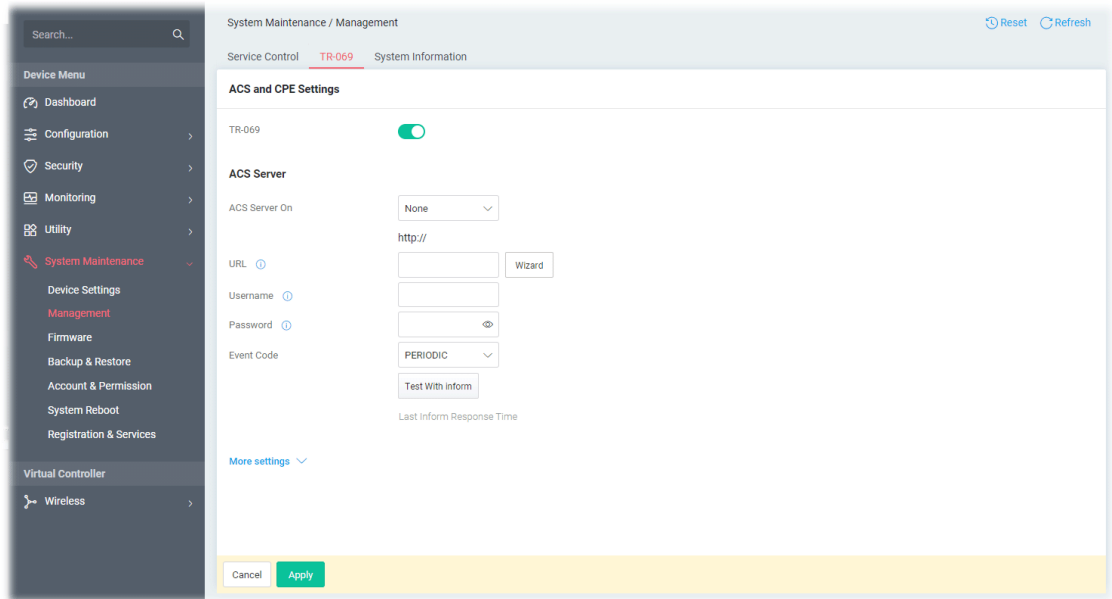 Search...
Device Menu
Dashboard
Configuration
Security
Monitoring
Utility
System Maintenance
Device Settings
Management
Firmware
Backup & Restore
Account & Permission
System Reboot
Registration & Services
Virtual Controller
Wireless
System Maintenance / Management
Reset Refresh
Service Control TR-069 System Information
ACS and CPE Settings
TR-069
ACS Server
ACS Server On None
http://
URL Wizard
Username
Password
Event Code PERIODIC
Test With inform
Last Inform Response Time
More settings
Cancel Apply